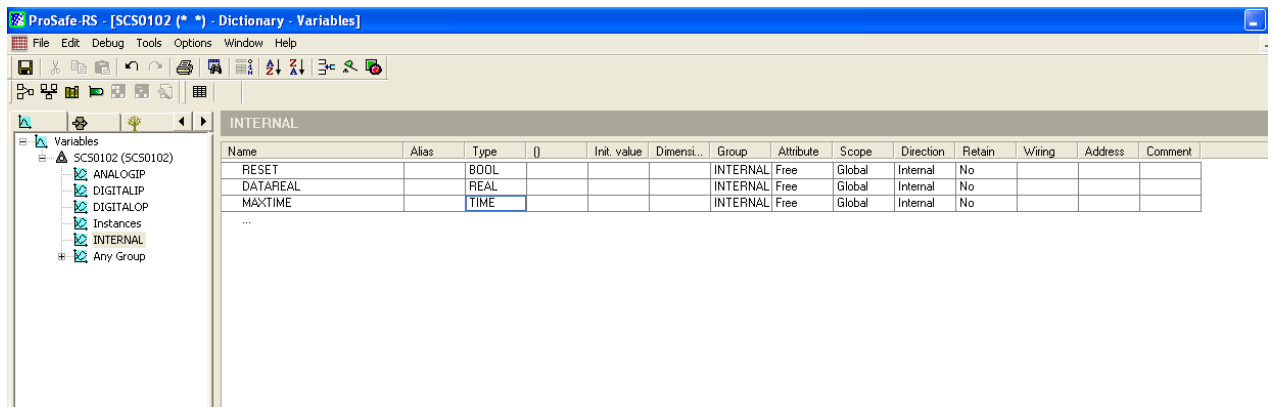 ProSafe-RS - [SCS0102 (* *) - Dictionary - Variables]
File Edit Debug Tools Options Window Help
INTERNAL
Variables
SCS0102 (SCS0102)
ANALOGIP
DIGITALIP
DIGITALOP
Instances
INTERNAL
Any Group
Name Alias Type () Init. value Dimensi... Group Attribute Scope Direction Retain Wiring Address Comment
RESET BOOL INTERNAL Free Global Internal No
DATAREAL REAL INTERNAL Free Global Internal No
MAXTIME TIME INTERNAL Free Global Internal No
...